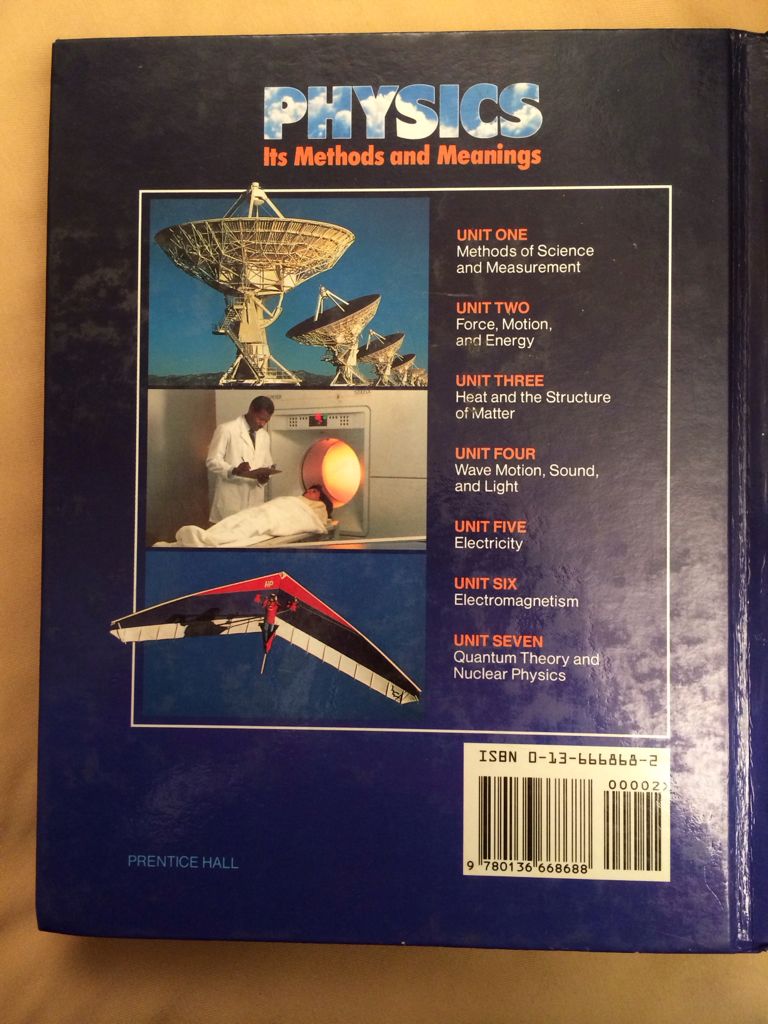 PHYSICS
Its Methods and Meanings
UNIT ONE
Methods of Science
and Measurement
UNIT TWO
Force, Motion,
and Energy
UNIT THREE
Heat and the Structure
of Matter
UNIT FOUR
Wave Motion, Sound,
and Light
UNIT FIVE
Electricity
UNIT SIX
Electromagnetism
UNIT SEVEN
Quantum Theory and
Nuclear Physics
ISBN 0-13-666868-2
00002>
9 780136 668688
PRENTICE HALL